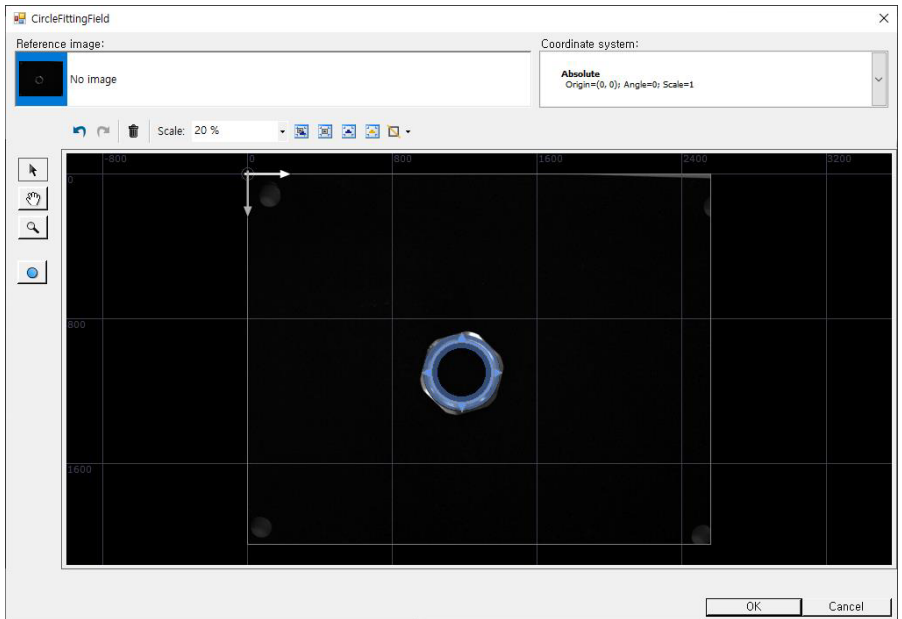 CircleFittingField
Reference image:
Coordinate system:
No image
Absolute
Origin=(0, 0); Angle=0; Scale=1
Scale: 20 %
-800 0 800 1600 2400 3200
0
800
1600
OK Cancel